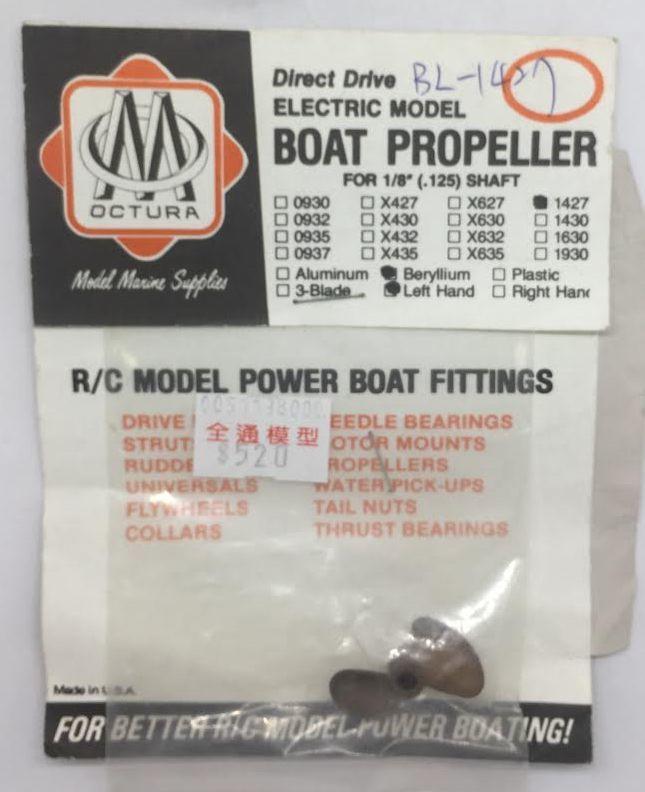 Direct Drive BL-1427
ELECTRIC MODEL
BOAT PROPELLER
FOR 1/8" (.125) SHAFT
0930 X427 X627 1427
0932 X430 X630 1430
0935 X432 X632 1630
0937 X435 X635 1930
Aluminum Beryllium Plastic
3-Blade Left Hand Right Han
OCTURA
Model Marine Supplies
R/C MODEL POWER BOAT FITTINGS
DRIVE EEDLE BEARINGS
STRUT OTOR MOUNTS
RUDDE ROPELLERS
UNIVERSALS WATER PICK-UPS
FLYWHEELS TAIL NUTS
COLLARS THRUST BEARINGS
全通模型
$520
Made in U.S.A.
FOR BETTER R/C MODEL POWER BOATING!